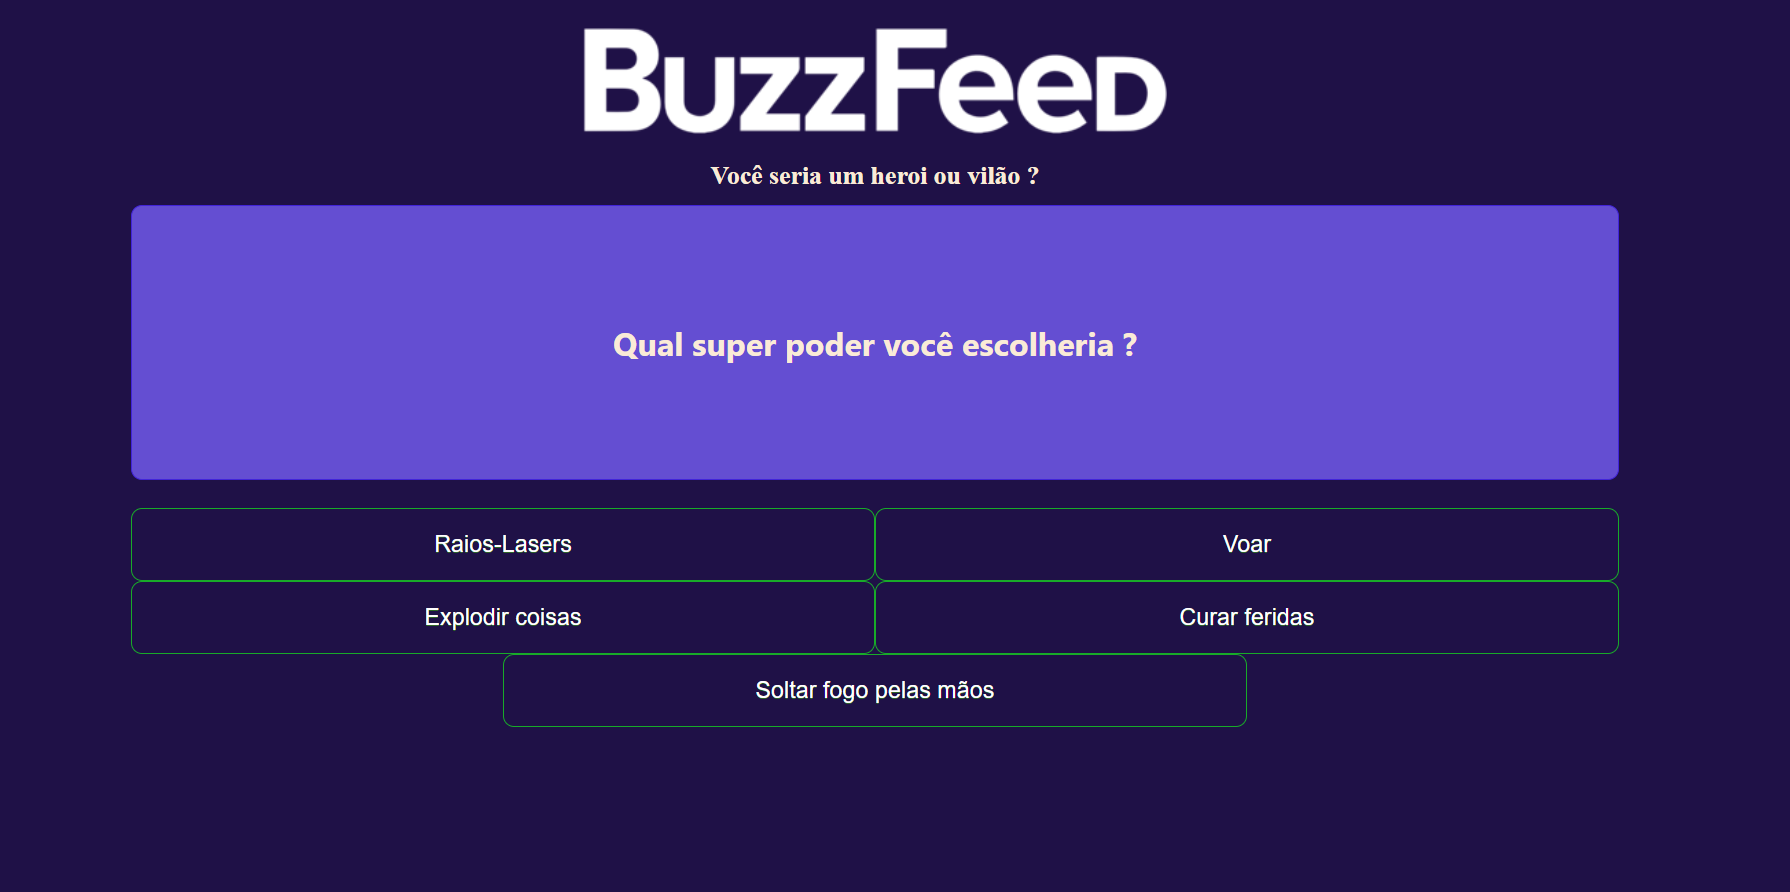 BuzzFeed
Você seria um heroi ou vilão ?
Qual super poder você escolheria ?
Raios-Lasers
Voar
Explodir coisas
Curar feridas
Soltar fogo pelas mãos